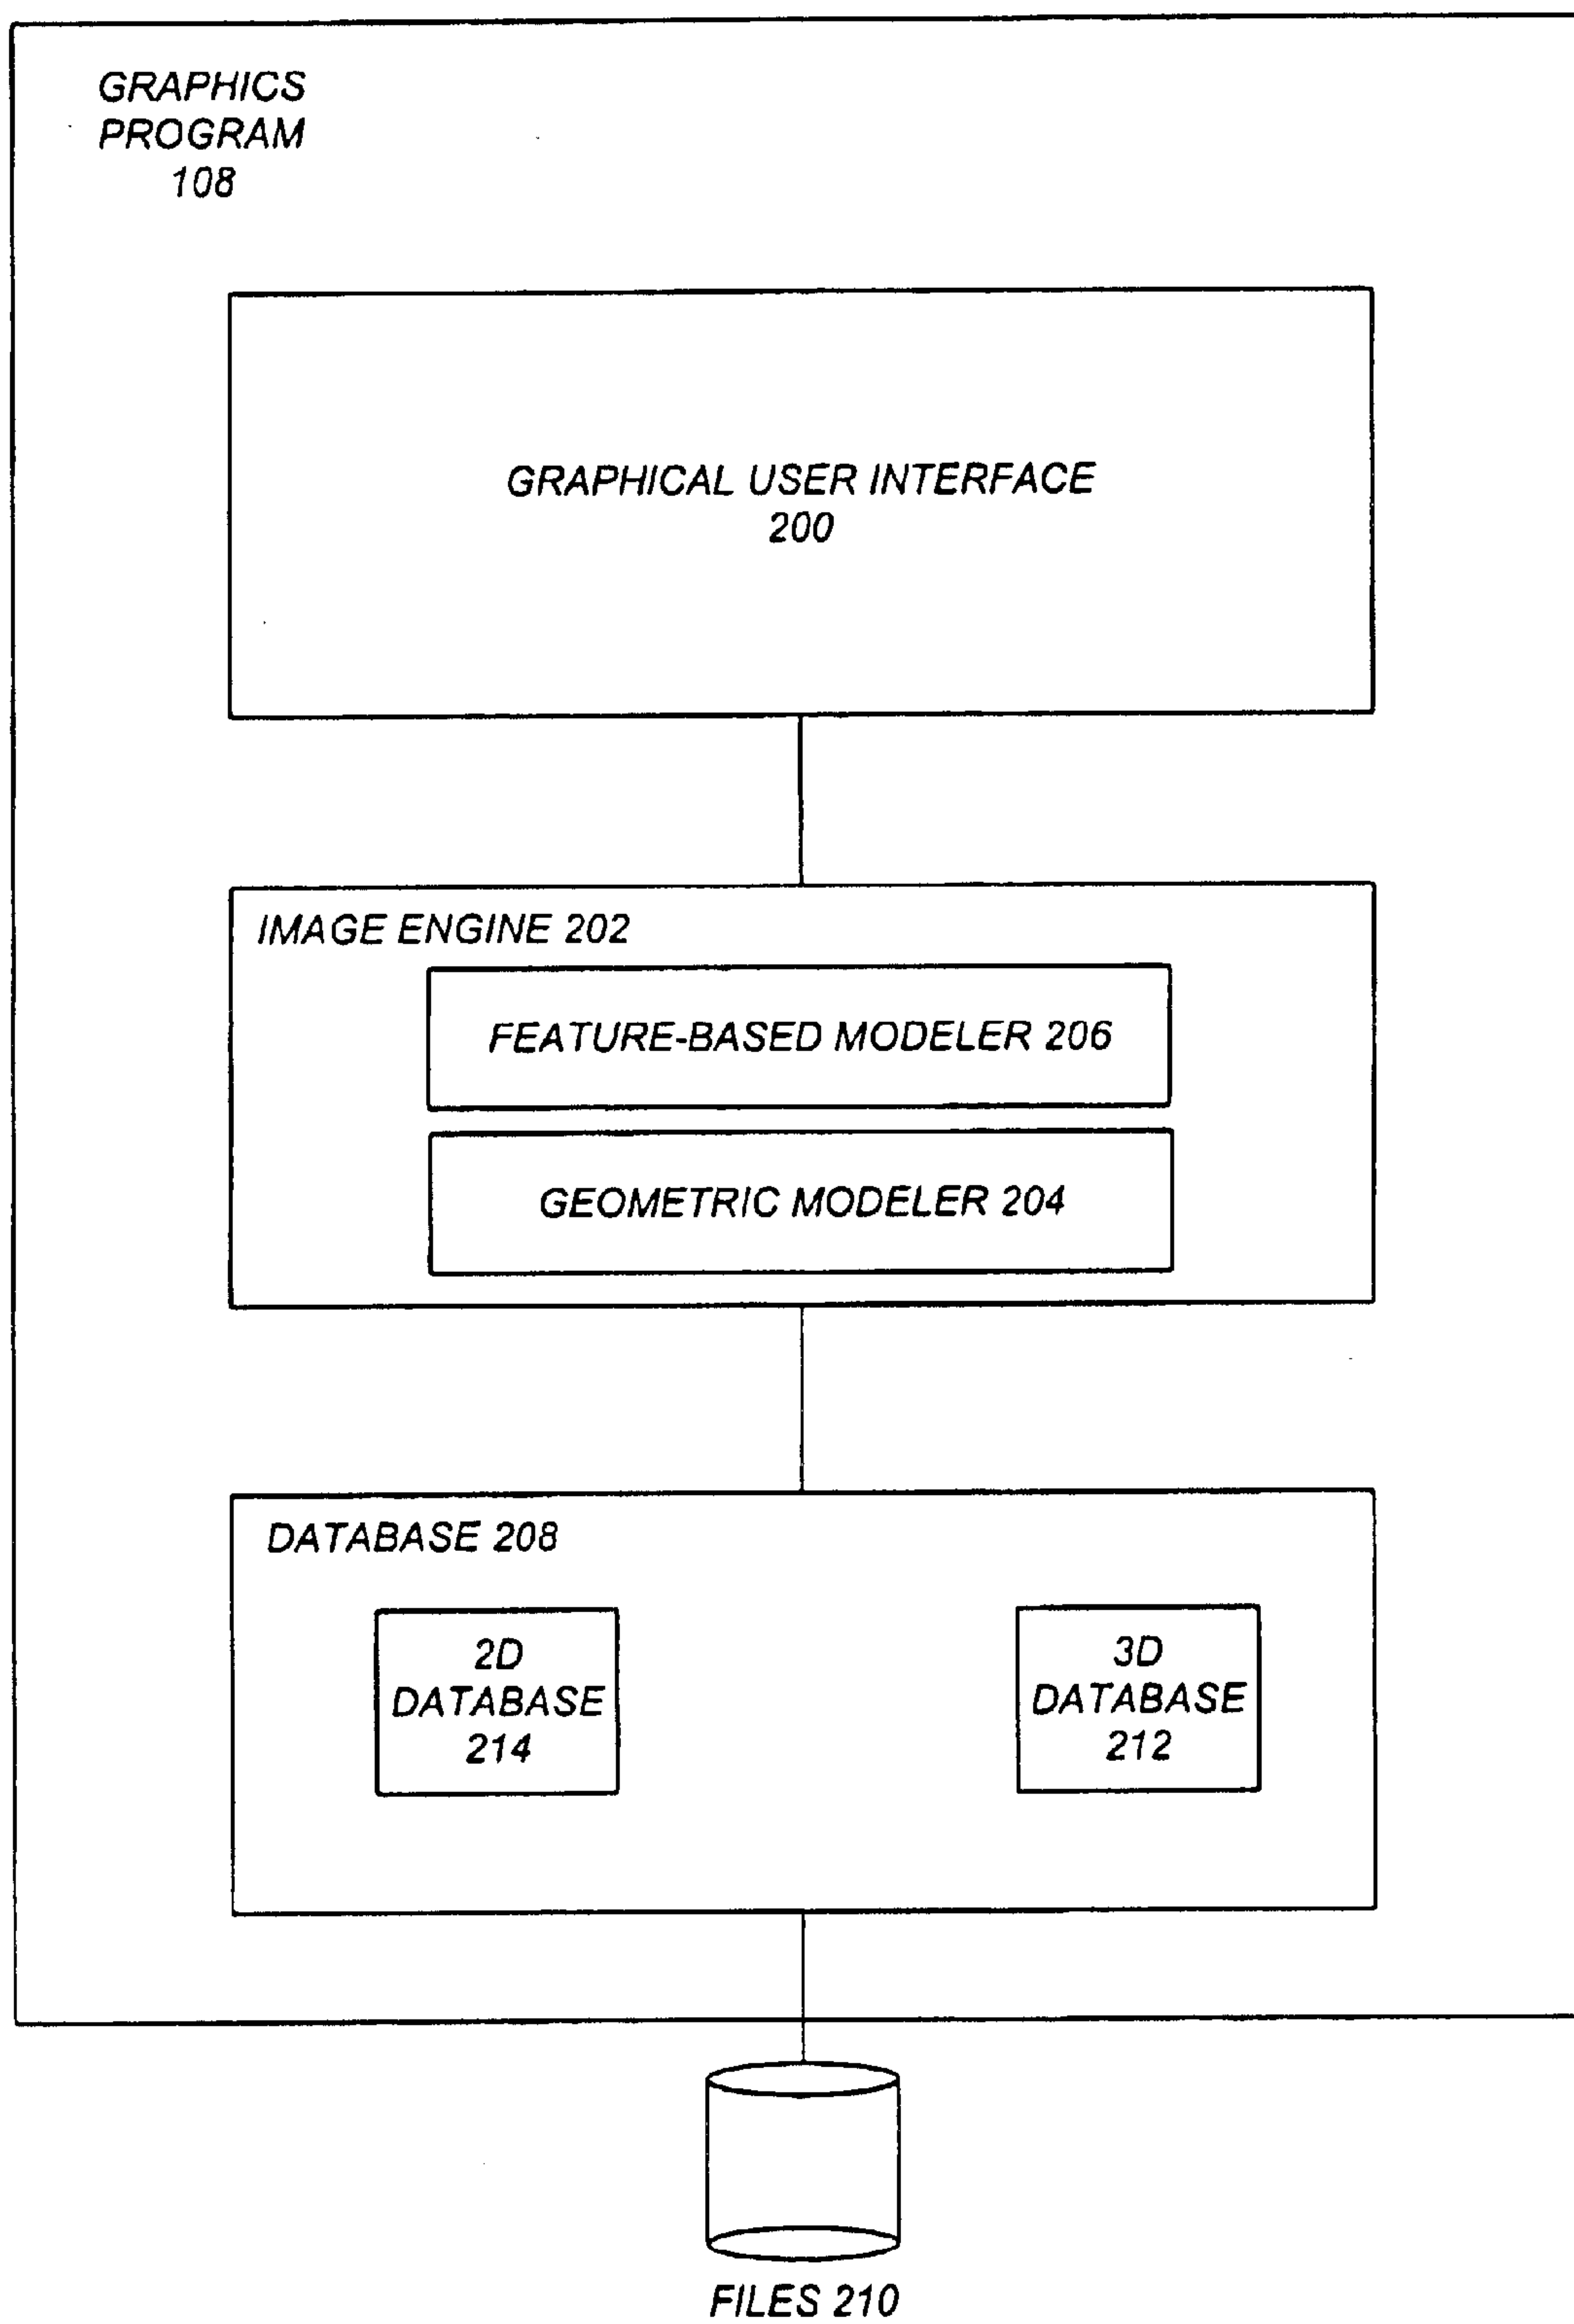 GRAPHICS
PROGRAM
108
GRAPHICAL USER INTERFACE
200
IMAGE ENGINE 202
FEATURE-BASED MODELER 206
GEOMETRIC MODELER 204
DATABASE 208
2D
DATABASE
214
3D
DATABASE
212
FILES 210